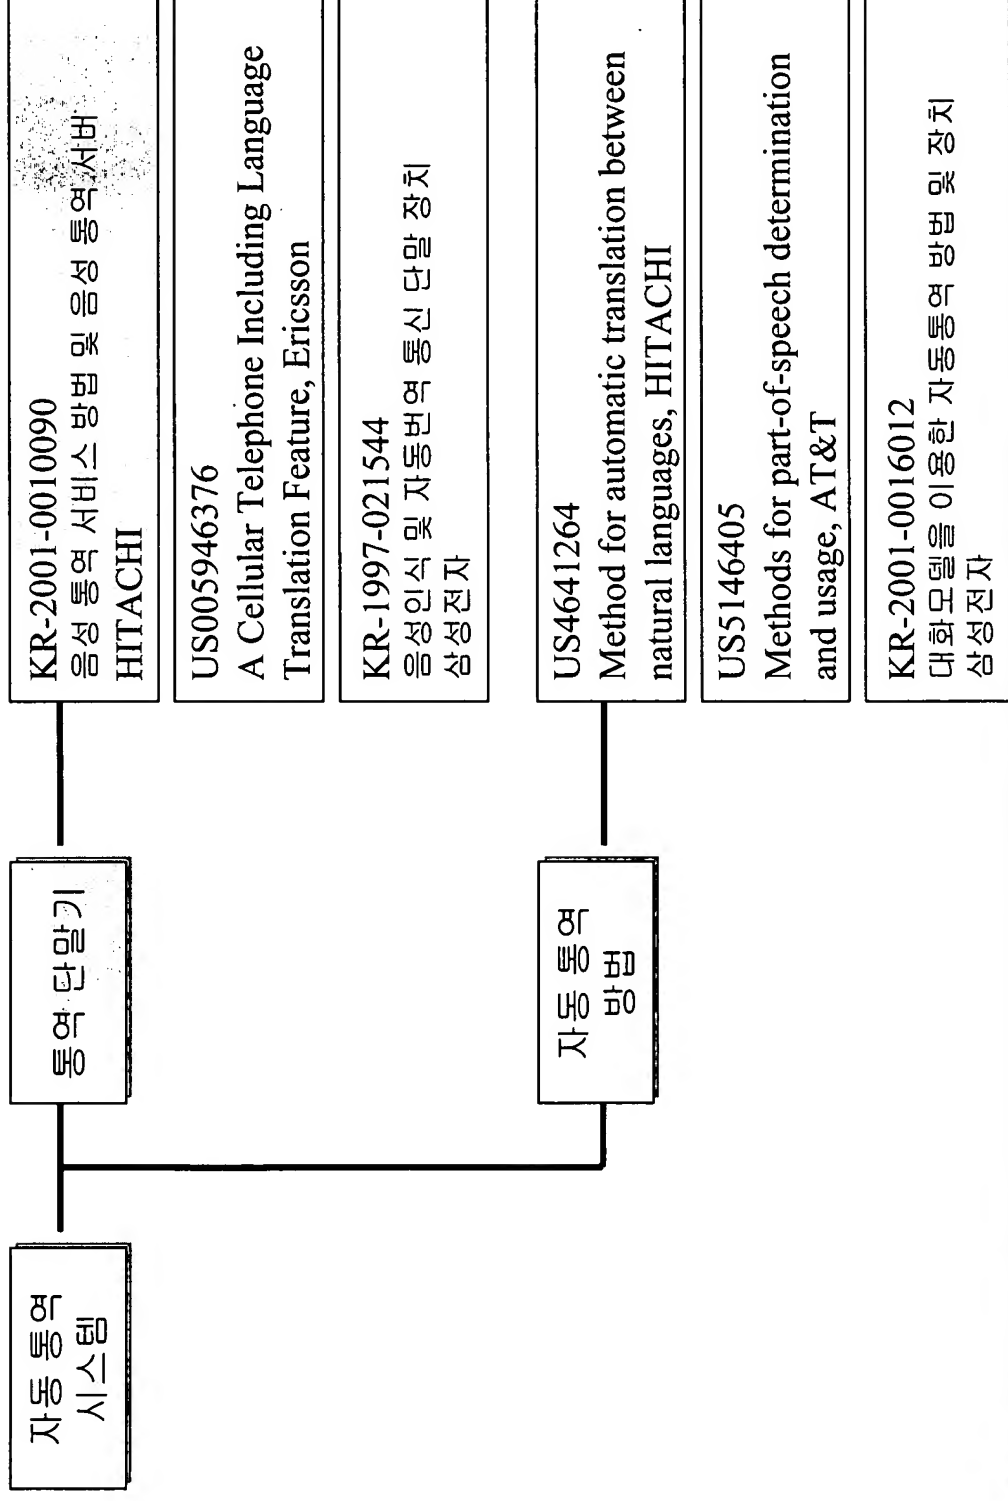 자동 통역
시스템
통역 단말기
KR-2001-0010090
음성 통역 서비스 방법 및 음성 통역 서버
HITACHI
US005946376
A Cellular Telephone Including Language
Translation Feature, Ericsson
KR-1997-021544
음성인식 및 자동번역 통신 단말 장치
삼성전자
자동 통역
방법
US4641264
Method for automatic translation between
natural languages, HITACHI
US5146405
Methods for part-of-speech determination
and usage, AT&T
KR-2001-0016012
대화모델을 이용한 자동통역 방법 및 장치
삼성전자